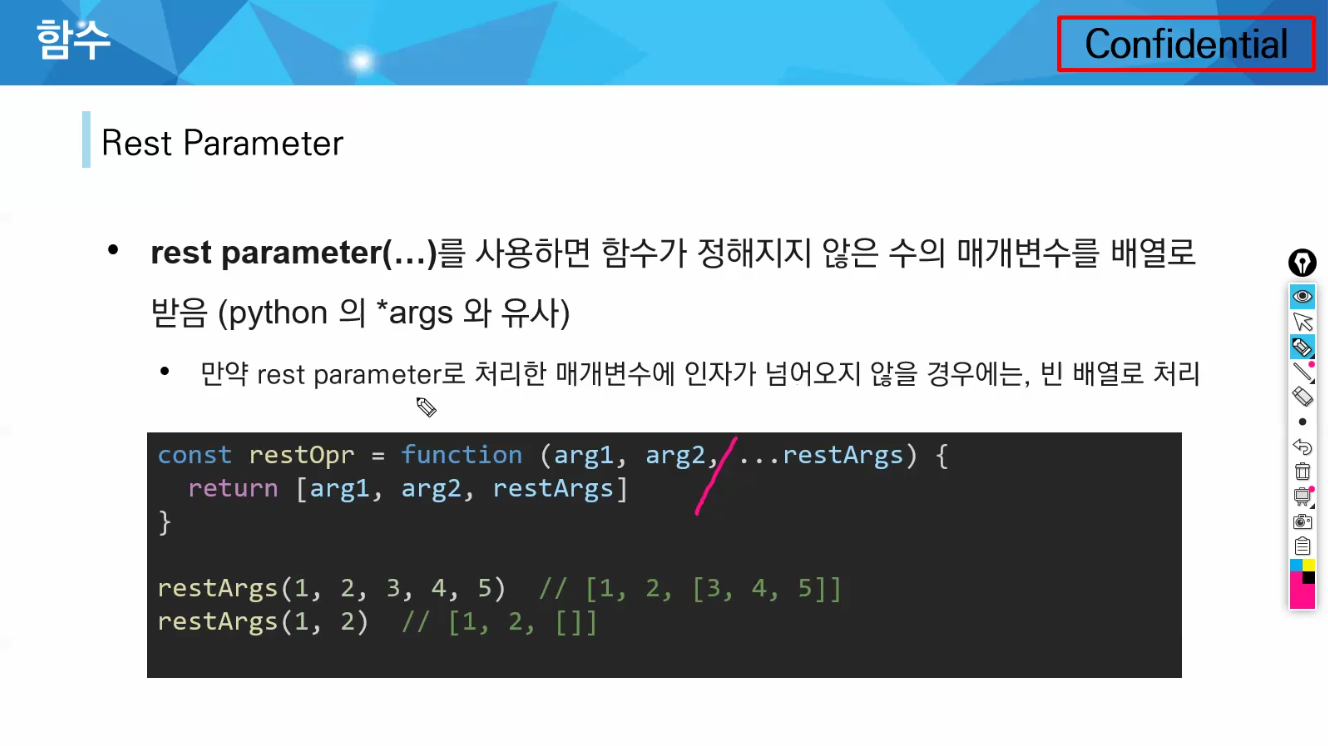 함수
Confidential
Rest Parameter
• rest parameter(…)를 사용하면 함수가 정해지지 않은 수의 매개변수를 배열로
받음 (python 의 *args 와 유사)
• 만약 rest parameter로 처리한 매개변수에 인자가 넘어오지 않을 경우에는, 빈 배열로 처리
const restOpr = function (arg1, arg2, ...restArgs) {
  return [arg1, arg2, restArgs]
}
restArgs(1, 2, 3, 4, 5)  // [1, 2, [3, 4, 5]]
restArgs(1, 2)  // [1, 2, []]